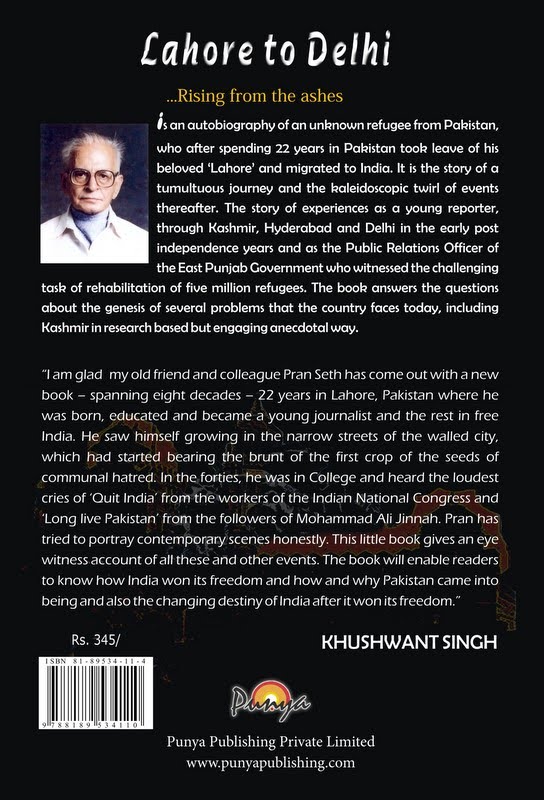 Lahore to Delhi
...Rising from the ashes
is an autobiography of an unknown refugee from Pakistan,
who after spending 22 years in Pakistan took leave of his
beloved ‘Lahore’ and migrated to India. It is the story of a
tumultuous journey and the kaleidoscopic twirl of events
thereafter. The story of experiences as a young reporter,
through Kashmir, Hyderabad and Delhi in the early post
independence years and as the Public Relations Officer of
the East Punjab Government who witnessed the challenging
task of rehabilitation of five million refugees. The book answers the questions
about the genesis of several problems that the country faces today, including
Kashmir in research based but engaging anecdotal way.
“I am glad my old friend and colleague Pran Seth has come out with a new
book – spanning eight decades – 22 years in Lahore, Pakistan where he
was born, educated and became a young journalist and the rest in free
India. He saw himself growing in the narrow streets of the walled city,
which had started bearing the brunt of the first crop of the seeds of
communal hatred. In the forties, he was in College and heard the loudest
cries of ‘Quit India’ from the workers of the Indian National Congress and
‘Long live Pakistan’ from the followers of Mohammad Ali Jinnah. Pran has
tried to portray contemporary scenes honestly. This little book gives an eye
witness account of all these and other events. The book will enable readers
to know how India won its freedom and how and why Pakistan came into
being and also the changing destiny of India after it won its freedom.”
Rs. 345/
KHUSHWANT SINGH
ISBN 81-89534-11-4
9 788189 534110
Punya
Punya Publishing Private Limited
www.punyapublishing.com